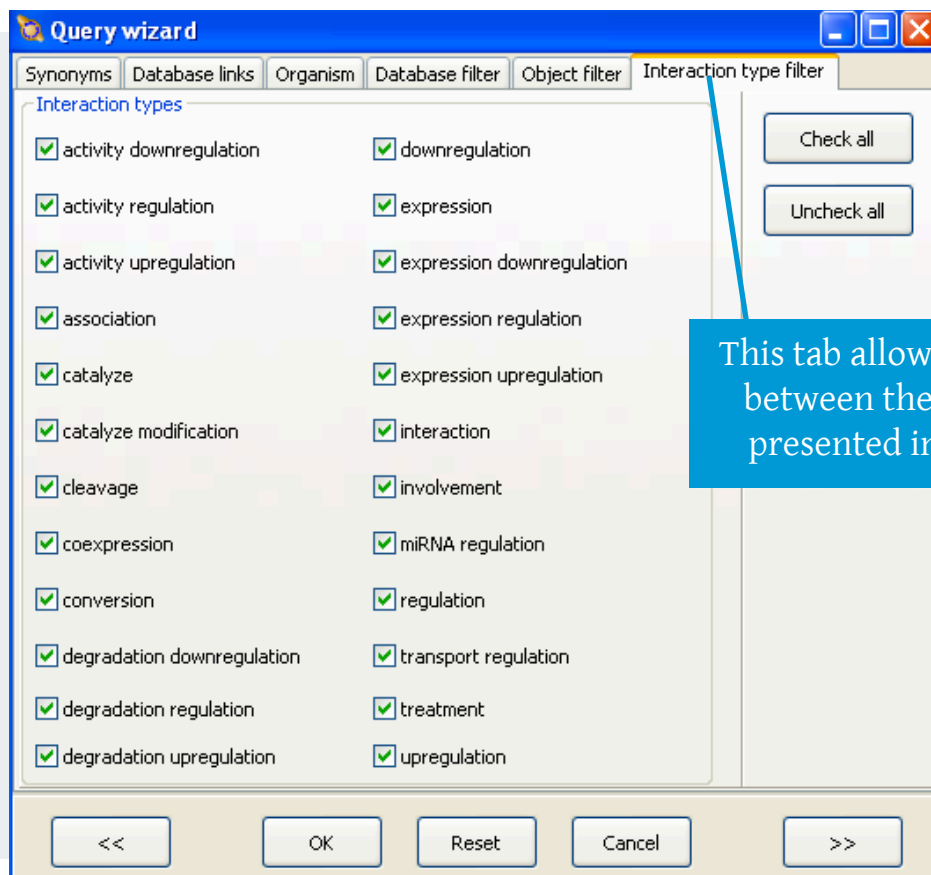 Query wizard
Synonyms Database links Organism Database filter Object filter Interaction type filter
Interaction types
activity downregulation downregulation
activity regulation expression
activity upregulation expression downregulation
association expression regulation
catalyze expression upregulation
catalyze modification interaction
cleavage involvement
coexpression miRNA regulation
conversion regulation
degradation downregulation transport regulation
degradation regulation treatment
degradation upregulation upregulation
Check all
Uncheck all
This tab allow
between the
presented in
<< OK Reset Cancel >>